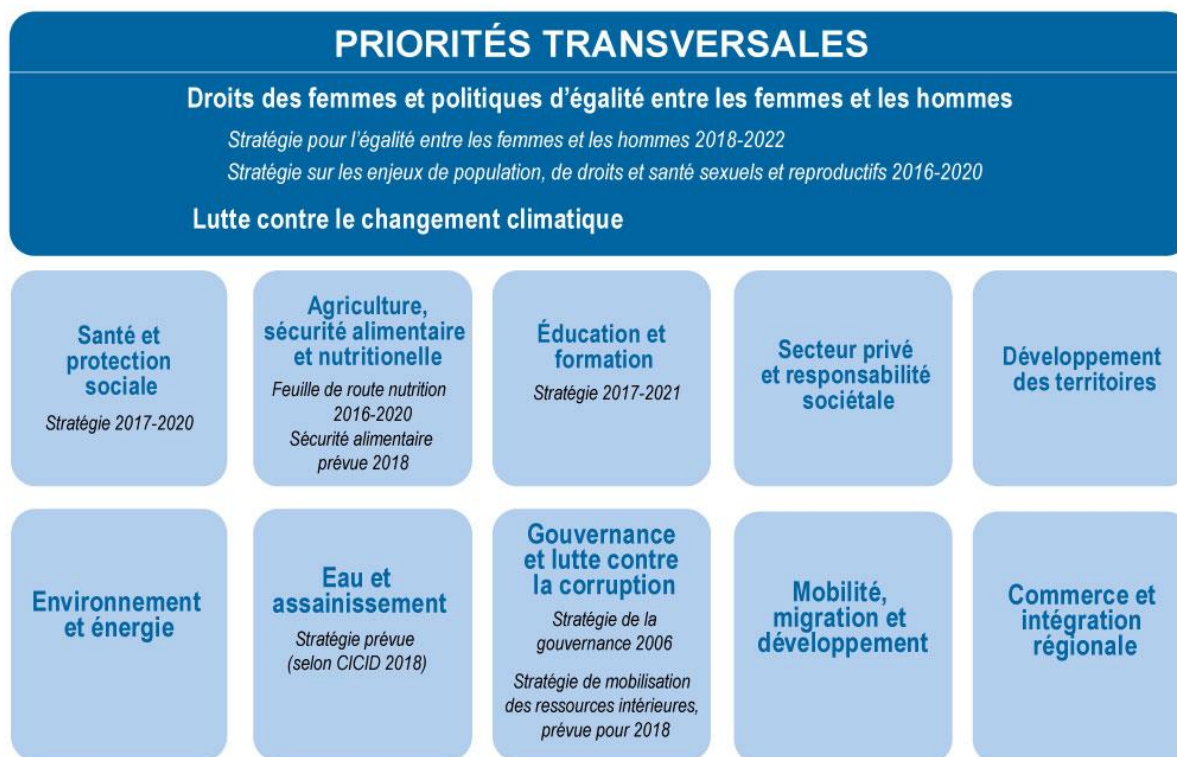 PRIORITÉS TRANSVERSALES
Droits des femmes et politiques d'égalité entre les femmes et les hommes
Stratégie pour l'égalité entre les femmes et les hommes 2018-2022
Stratégie sur les enjeux de population, de droits et santé sexuels et reproductifs 2016-2020
Lutte contre le changement climatique
Santé et
protection
sociale
Stratégie 2017-2020
Agriculture,
sécurité alimentaire
et nutritionelle
Feuille de route nutrition
2016-2020
Sécurité alimentaire
prévue 2018
Éducation et
formation
Stratégie 2017-2021
Secteur privé
et responsabilité
sociétale
Développement
des territoires
Environnement
et énergie
Eau et
assainissement
Stratégie prévue
(selon CICID 2018)
Gouvernance
et lutte contre
la corruption
Stratégie de la
gouvernance 2006
Stratégie de mobilisation
des ressources intérieures,
prévue pour 2018
Mobilité,
migration et
développement
Commerce et
intégration
régionale